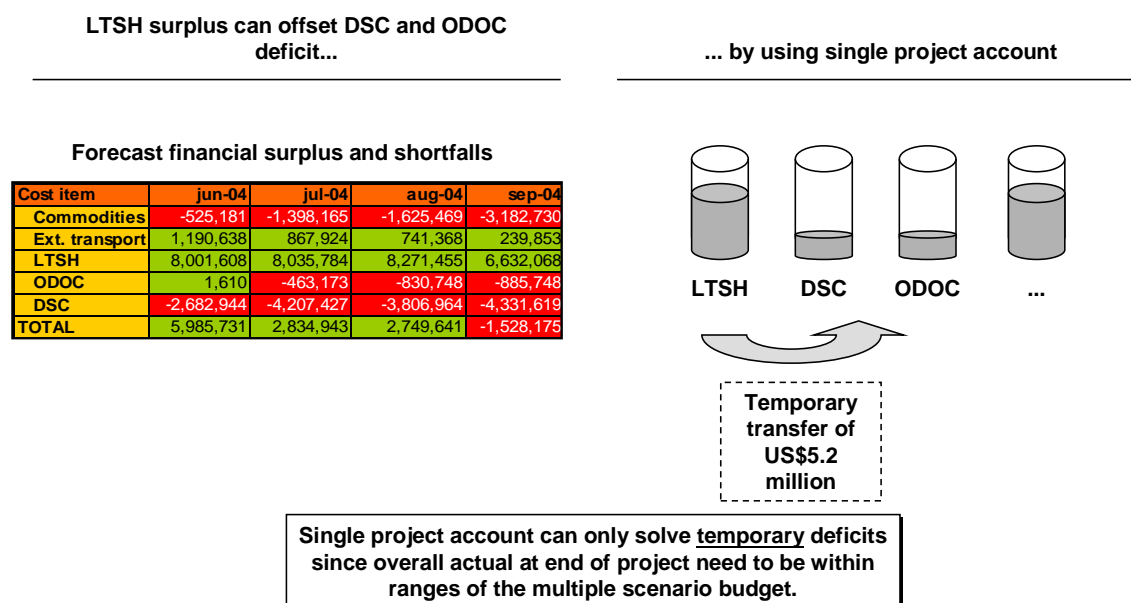 LTSH surplus can offset DSC and ODOC
deficit...
... by using single project account
Forecast financial surplus and shortfalls
Cost item jun-04 jul-04 aug-04 sep-04
Commodities -525,181 -1,398,165 -1,625,469 -3,182,730
Ext. transport 1,190,638 867,924 741,368 239,853
LTSH 8,001,608 8,035,784 8,271,455 6,632,068
ODOC 1,610 -463,173 -830,748 -885,748
DSC -2,682,944 -4,207,427 -3,806,964 -4,331,619
TOTAL 5,985,731 2,834,943 2,749,641 -1,528,175
LTSH DSC ODOC ...
Temporary
transfer of
US$5.2
million
Single project account can only solve temporary deficits
since overall actual at end of project need to be within
ranges of the multiple scenario budget.